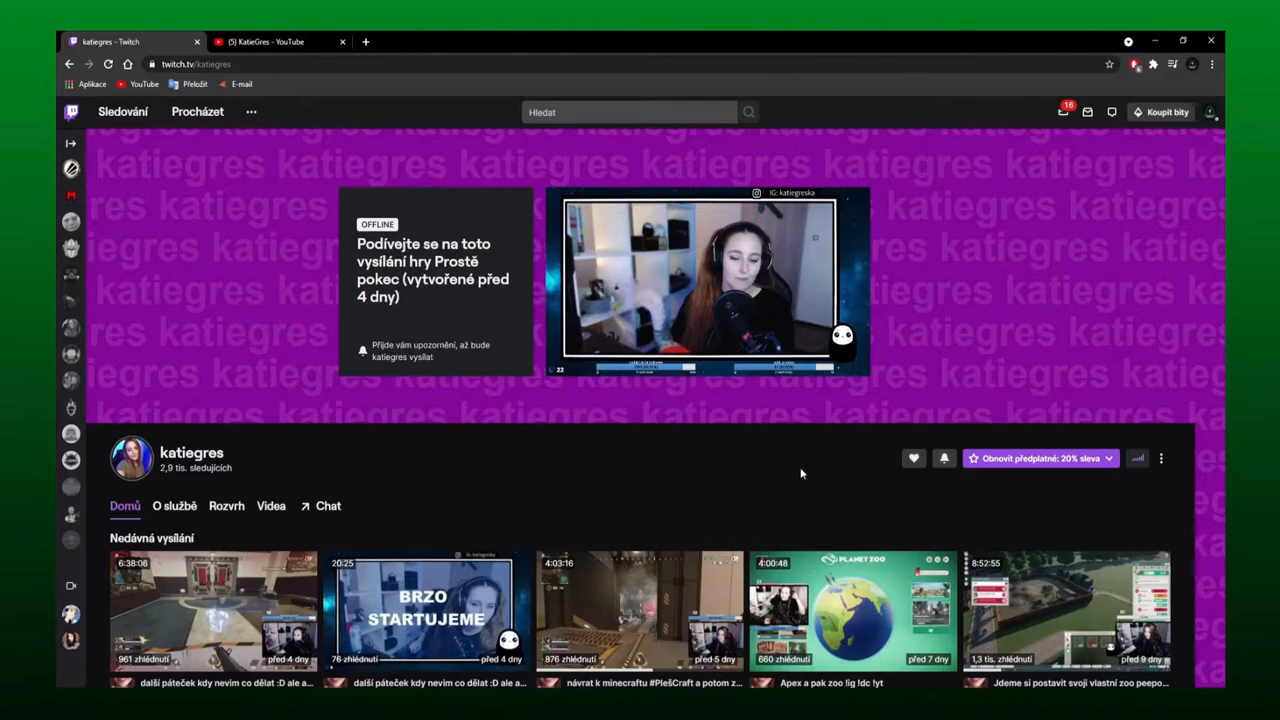 katiegres - Twitch
(5) KatieGres - YouTube
twitch.tv/katiegres
Aplikace YouTube Přeložit E-mail
Sledování Procházet
Hledat
16
Koupit bity
katiegres katiegres katiegres
OFFLINE
Podívejte se na toto
vysílání hry Prostě
pokec (vytvořené před
4 dny)
Přijde vám upozornění, až bude
katiegres vysílat
IG: katiegreska
22
katiegres
2,9 tis. sledujících
Obnovit předplatné: 20% sleva
Domů O službě Rozvrh Videa Chat
Nedávná vysílání
6:38:06
961 zhlédnutí
před 4 dny
další páteček kdy nevim co dělat :D ale a...
20:25
IG: katiegreska
BRZO
STARTUJEME
76 zhlédnutí
před 4 dny
další páteček kdy nevim co dělat :D ale a...
4:03:16
876 zhlédnutí
před 5 dny
návrat k minecraftu #PlešCraft a potom z...
4:00:48
PLANET ZOO
660 zhlédnutí
před 7 dny
Apex a pak zoo !ig !dc !yt
8:52:55
1,3 tis. zhlédnutí
před 9 dny
Jdeme si postavit svoji vlastní zoo peepo...